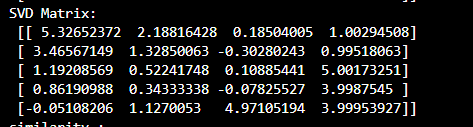 SVD Matrix:
[[ 5.32652372  2.18816428  0.18504005  1.00294508]
[ 3.46567149  1.32850063 -0.30280243  0.99518063]
[ 1.19208569  0.52241748  0.10885441  5.00173251]
[ 0.86190988  0.34333338 -0.07825527  3.9987545 ]
[-0.05108206  1.1270053   4.97105194  3.99953927]]
similarity :